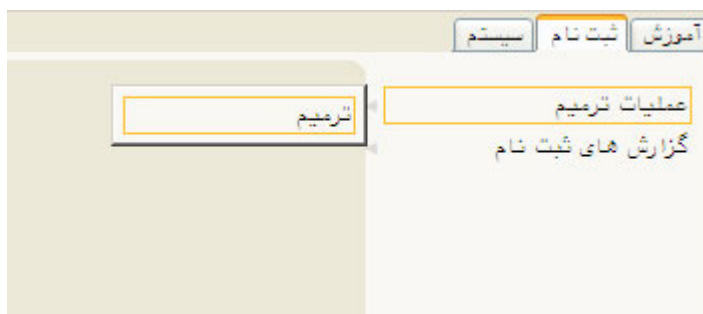 آموزش ثبت نام سیستم
عملیات ترمیم
ترمیم
گزارش های ثبت نام